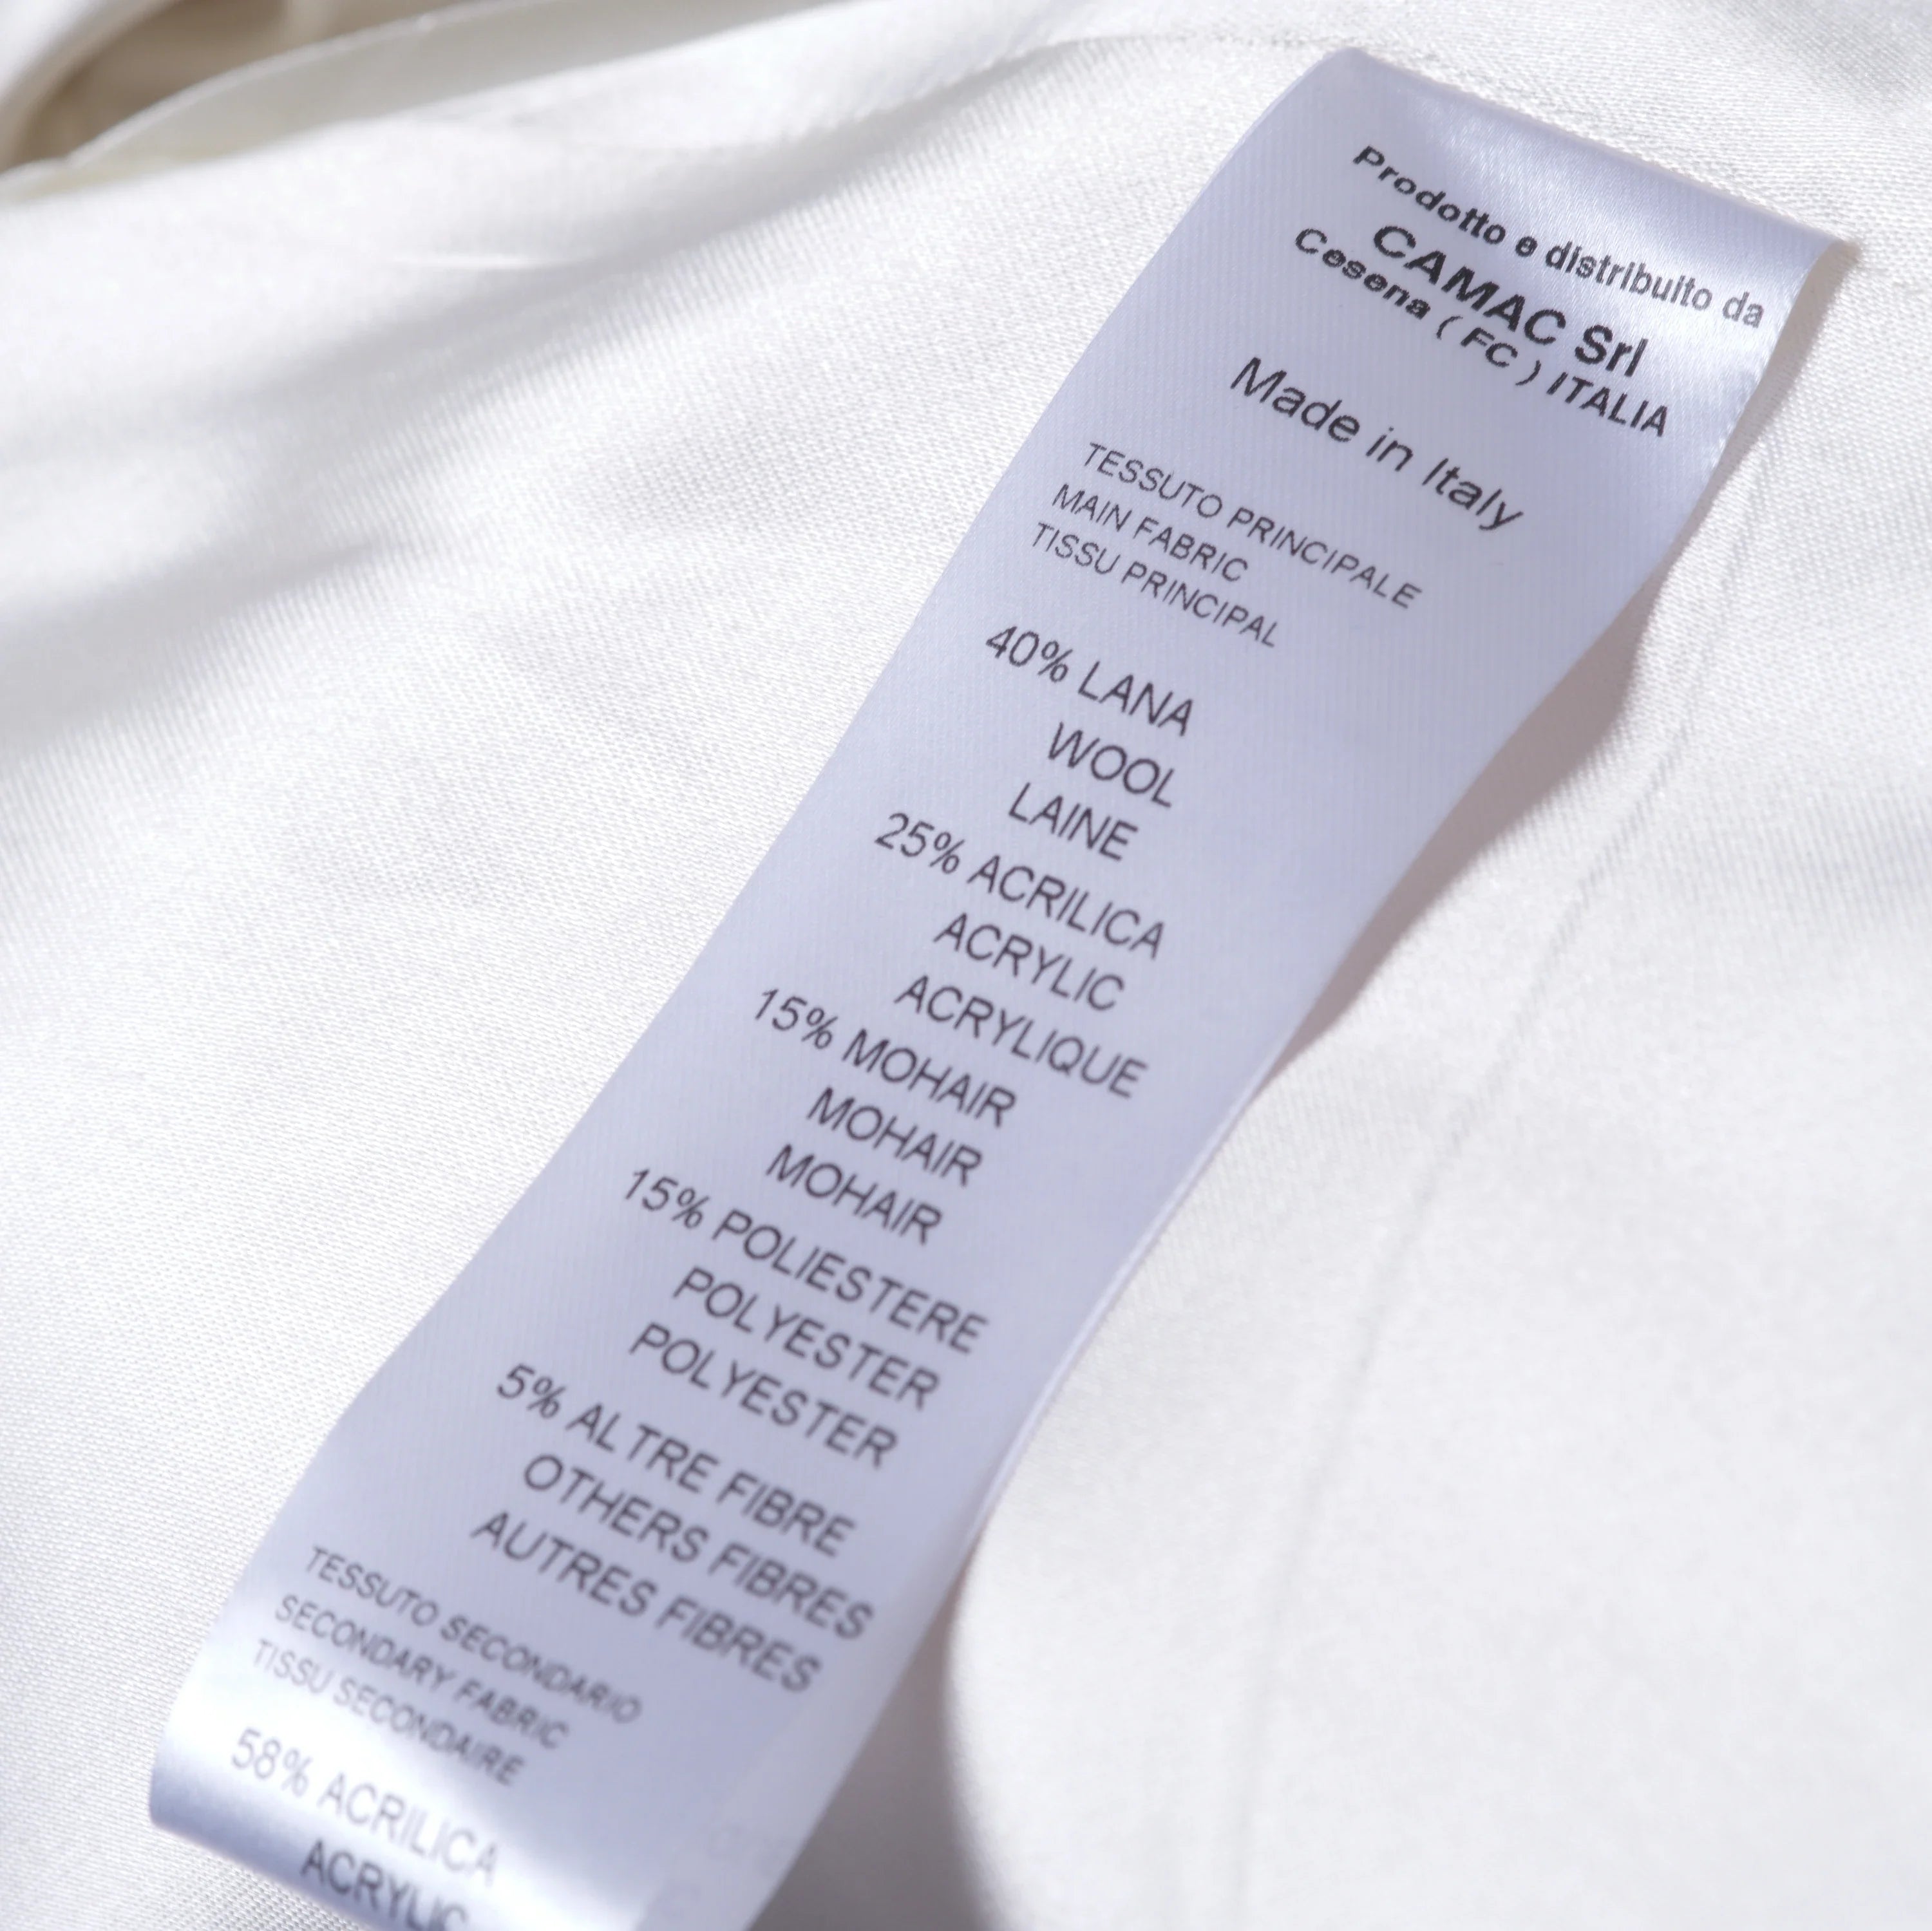 Prodotto e distribuito da
CAMAC Srl
Cesena ( FC ) ITALIA
Made in Italy
TESSUTO PRINCIPALE
MAIN FABRIC
TISSU PRINCIPAL
40% LANA
WOOL
LAINE
25% ACRILICA
ACRYLIC
ACRYLIQUE
15% MOHAIR
MOHAIR
MOHAIR
15% POLIESTERE
POLYESTER
POLYESTER
5% ALTRE FIBRE
OTHERS FIBRES
AUTRES FIBRES
TESSUTO SECONDARIO
SECONDARY FABRIC
TISSU SECONDAIRE
58% ACRILICA
ACRYLIC